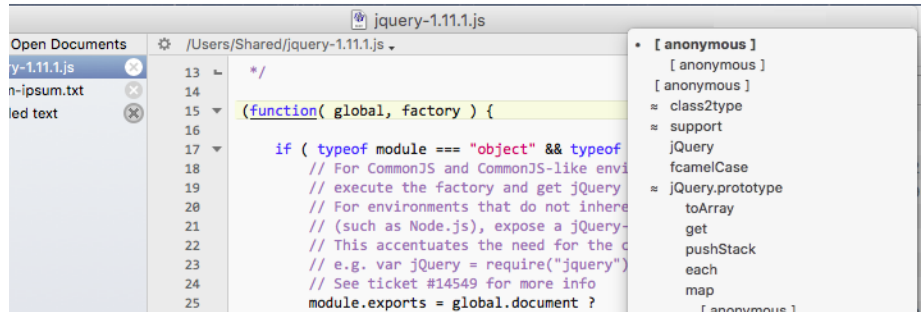 jquery-1.11.1.js
Open Documents
/Users/Shared/jquery-1.11.1.js
ry-1.11.1.js
n-ipsum.txt
led text
13 */
14
15 (function( global, factory ) {
16
17 if ( typeof module === "object" && typeof
18 // For CommonJS and CommonJS-like envi
19 // execute the factory and get jQuery
20 // For environments that do not inhere
21 // (such as Node.js), expose a jQuery-
22 // This accentuates the need for the c
23 // e.g. var jQuery = require("jquery")
24 // See ticket #14549 for more info
25 module.exports = global.document ?
• [ anonymous ]
[ anonymous ]
[ anonymous ]
≈ class2type
≈ support
jQuery
fcamelCase
≈ jQuery.prototype
toArray
get
pushStack
each
map
[ anonymous ]